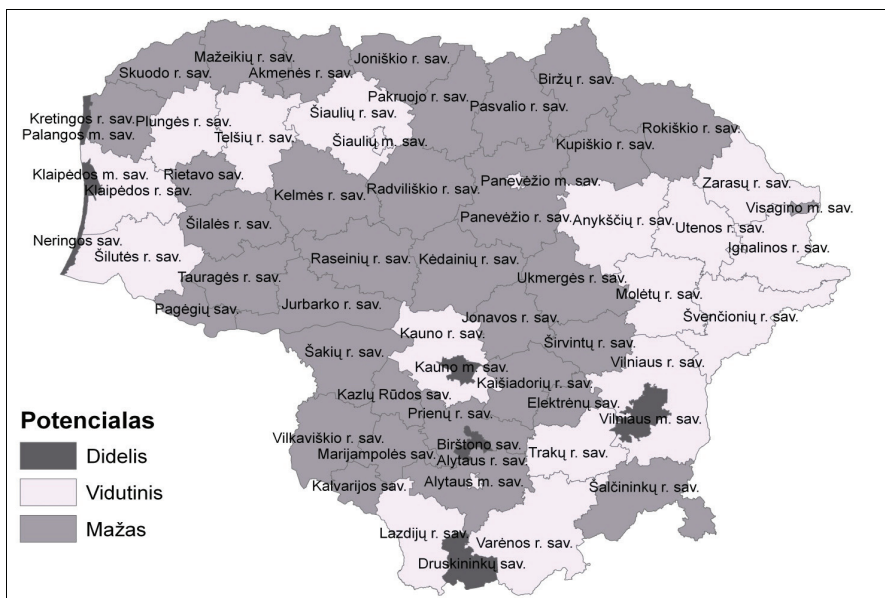 Mažeikių r. sav.
Joniškio r. sav.
Skuodo r. sav.
Akmenės r. sav.
Biržų r. sav.
Pakruojo r. sav.
Pasvalio r. sav.
Kretingos r. sav.
Plungės r. sav.
Šiaulių r. sav.
Rokiškio r. sav.
Palangos m. sav.
Telšių r. sav.
Šiaulių m. sav.
Kupiškio r. sav.
Klaipėdos m. sav.
Rietavo sav.
Panevėžio m. sav.
Zarasų r. sav.
Klaipėdos r. sav.
Kelmės r. sav.
Radviliškio r. sav.
Visagino m. sav.
Šilalės r. sav.
Panevėžio r. sav.
Anykščių r. sav.
Utenos r. sav.
Neringos sav.
Ignalinos r. sav.
Šilutės r. sav.
Raseinių r. sav.
Kėdainių r. sav.
Tauragės r. sav.
Ukmergės r. sav.
Molėtų r. sav.
Pagėgių sav.
Jurbarko r. sav.
Jonavos r. sav.
Švenčionių r. sav.
Kauno r. sav.
Širvintų r. sav.
Šakių r. sav.
Vilniaus r. sav.
Kauno m. sav.
Kaišiadorių r. sav.
Kazlų Rūdos sav.
Elektrėnų sav.
Prienų r. sav.
Vilniaus m. sav.
Potencialas
Didelis
Vidutinis
Mažas
Vilkaviškio r. sav.
Birštono sav.
Marijampolės sav.
Alytaus r. sav.
Trakų r. sav.
Kalvarijos sav.
Alytaus m. sav.
Šalčininkų r. sav.
Lazdijų r. sav.
Varėnos r. sav.
Druskininkų sav.